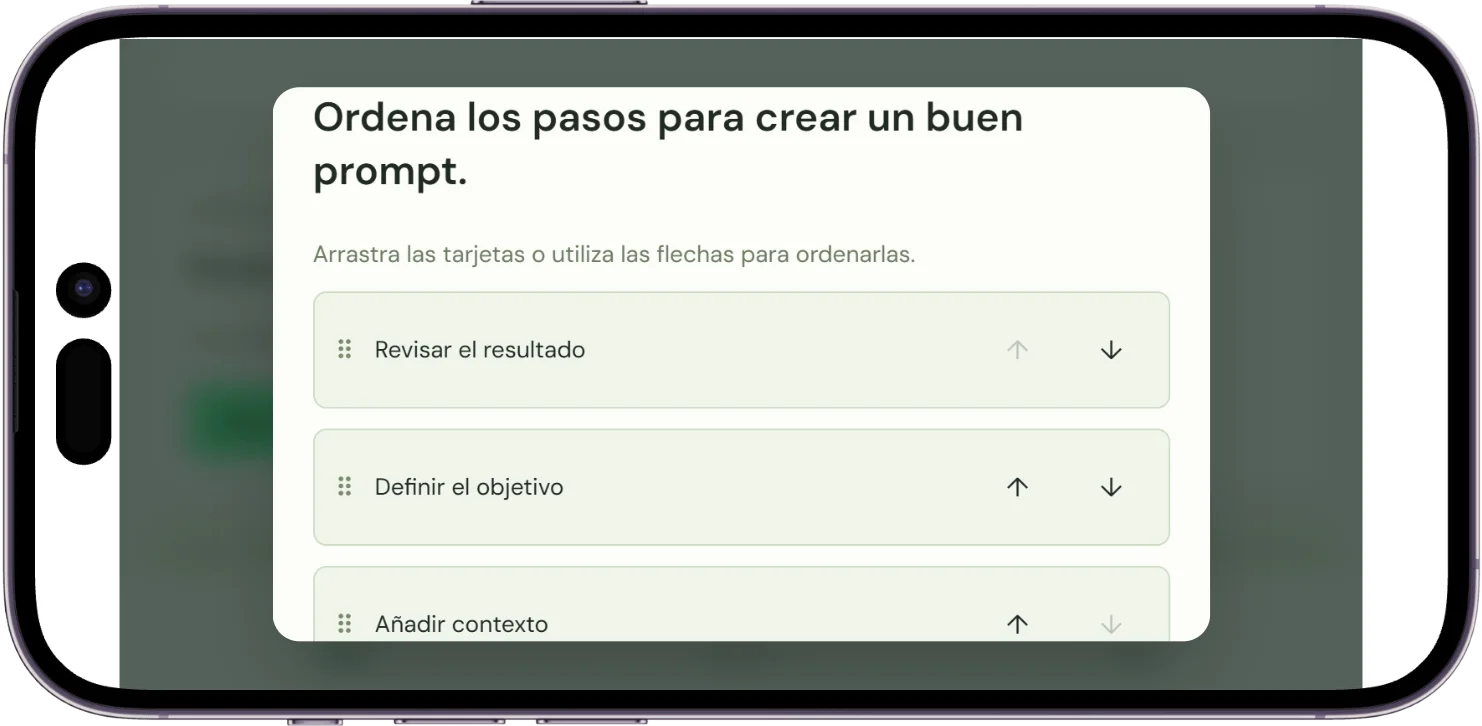 Ordena los pasos para crear un buen
prompt.
Arrastra las tarjetas o utiliza las flechas para ordenarlas.
Revisar el resultado
Definir el objetivo
Añadir contexto